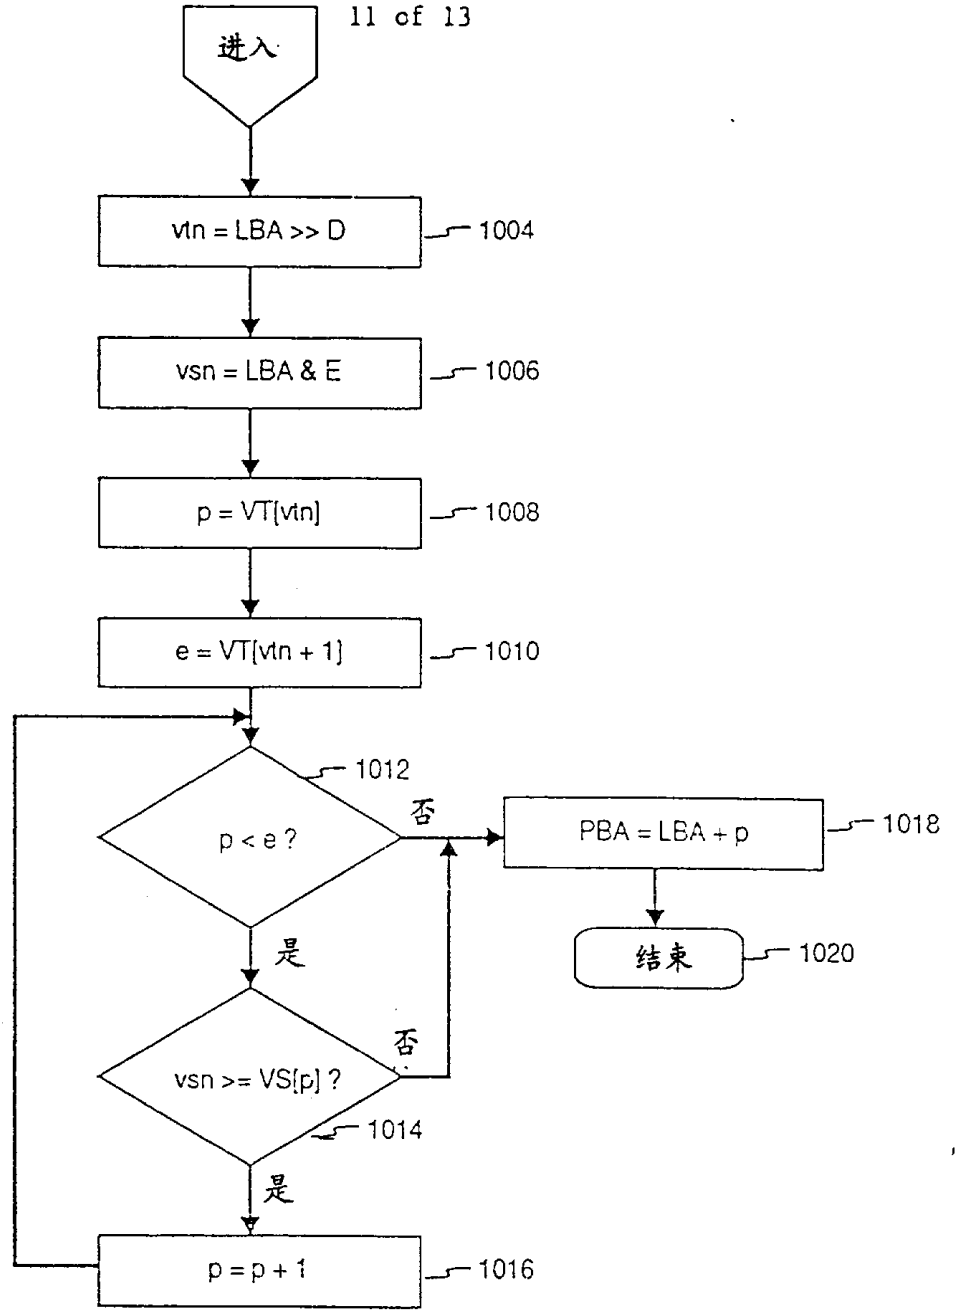 11 of 13
进入
vtn = LBA >> D
1004
vsn = LBA & E
1006
p = VT[vtn]
1008
e = VT[vtn + 1]
1010
1012
p < e ?
否
PBA = LBA + p
1018
是
结束
1020
否
vsn >= VS[p] ?
1014
是
p = p + 1
1016